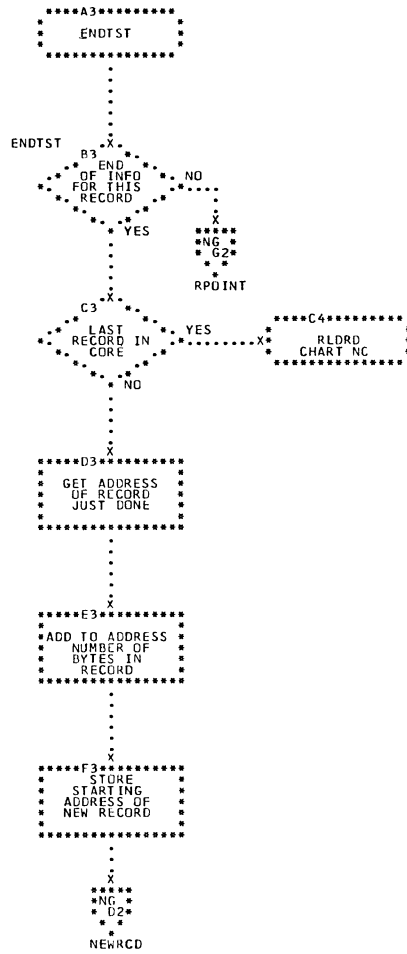 A3
ENDTST
ENDTST
B3
END
OF INFO
FOR THIS
RECORD
NO
YES
NG
G2
RPOINT
C3
LAST
RECORD IN
CORE
YES
NO
C4
RLDRD
CHART NC
D3
GET ADDRESS
OF RECORD
JUST DONE
E3
ADD TO ADDRESS
NUMBER OF
BYTES IN
RECORD
F3
STORE
STARTING
ADDRESS OF
NEW RECORD
NG
D2
NEWRCD